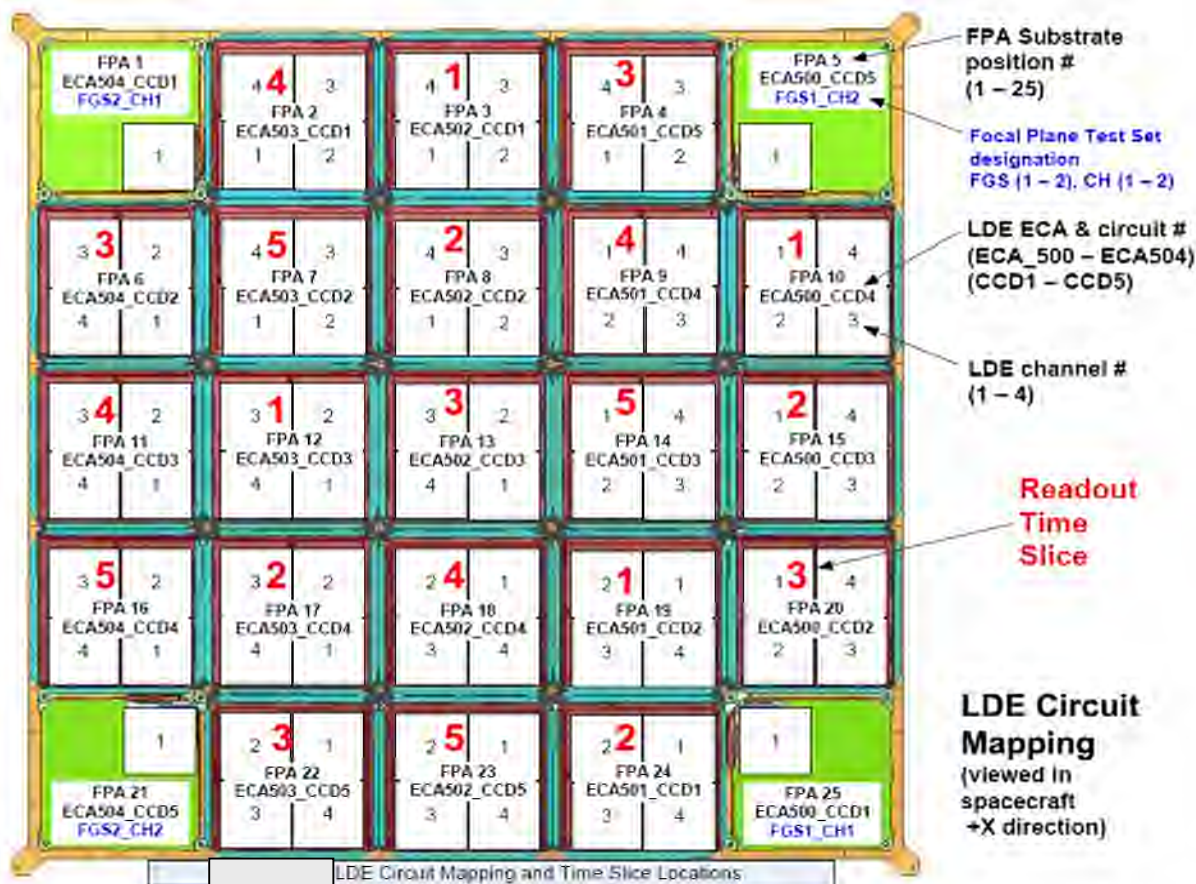 FPA 1
ECA504_CCD1
FGS2_CH1
1
4 4 3
FPA 2
ECA503_CCD1
1 2
4 1 3
FPA 3
ECA502_CCD1
1 2
4 3 3
FPA 4
ECA501_CCD5
1 2
FPA 5
ECA500_CCD5
FGS1_CH2
1
3 3 2
FPA 6
ECA504_CCD2
4 1
4 5 3
FPA 7
ECA503_CCD2
1 2
4 2 3
FPA 8
ECA502_CCD2
1 2
1 4 4
FPA 9
ECA501_CCD4
2 3
1 1 4
FPA 10
ECA500_CCD4
2 3
3 4 2
FPA 11
ECA504_CCD3
4 1
3 1 2
FPA 12
ECA503_CCD3
4 1
3 3 2
FPA 13
ECA502_CCD3
4 1
1 5 4
FPA 14
ECA501_CCD3
2 3
1 2 4
FPA 15
ECA500_CCD3
2 3
3 5 2
FPA 16
ECA504_CCD4
4 1
3 2 2
FPA 17
ECA503_CCD4
4 1
2 4 1
FPA 18
ECA502_CCD4
3 4
2 1 1
FPA 19
ECA501_CCD2
3 4
1 3 4
FPA 20
ECA500_CCD2
2 3
1
FPA 21
ECA504_CCD5
FGS2_CH2
2 3 1
FPA 22
ECA503_CCD5
3 4
2 5 1
FPA 23
ECA502_CCD5
3 4
2 2 1
FPA 24
ECA501_CCD1
3 4
1
FPA 25
ECA500_CCD1
FGS1_CH1
FPA Substrate
position #
(1 – 25)
Focal Plane Test Set
designation
FGS (1 – 2), CH (1 – 2)
LDE ECA & circuit #
(ECA_500 – ECA504)
(CCD1 – CCD5)
LDE channel #
(1 – 4)
Readout
Time
Slice
LDE Circuit
Mapping
(viewed in
spacecraft
+X direction)
LDE Circuit Mapping and Time Slice Locations